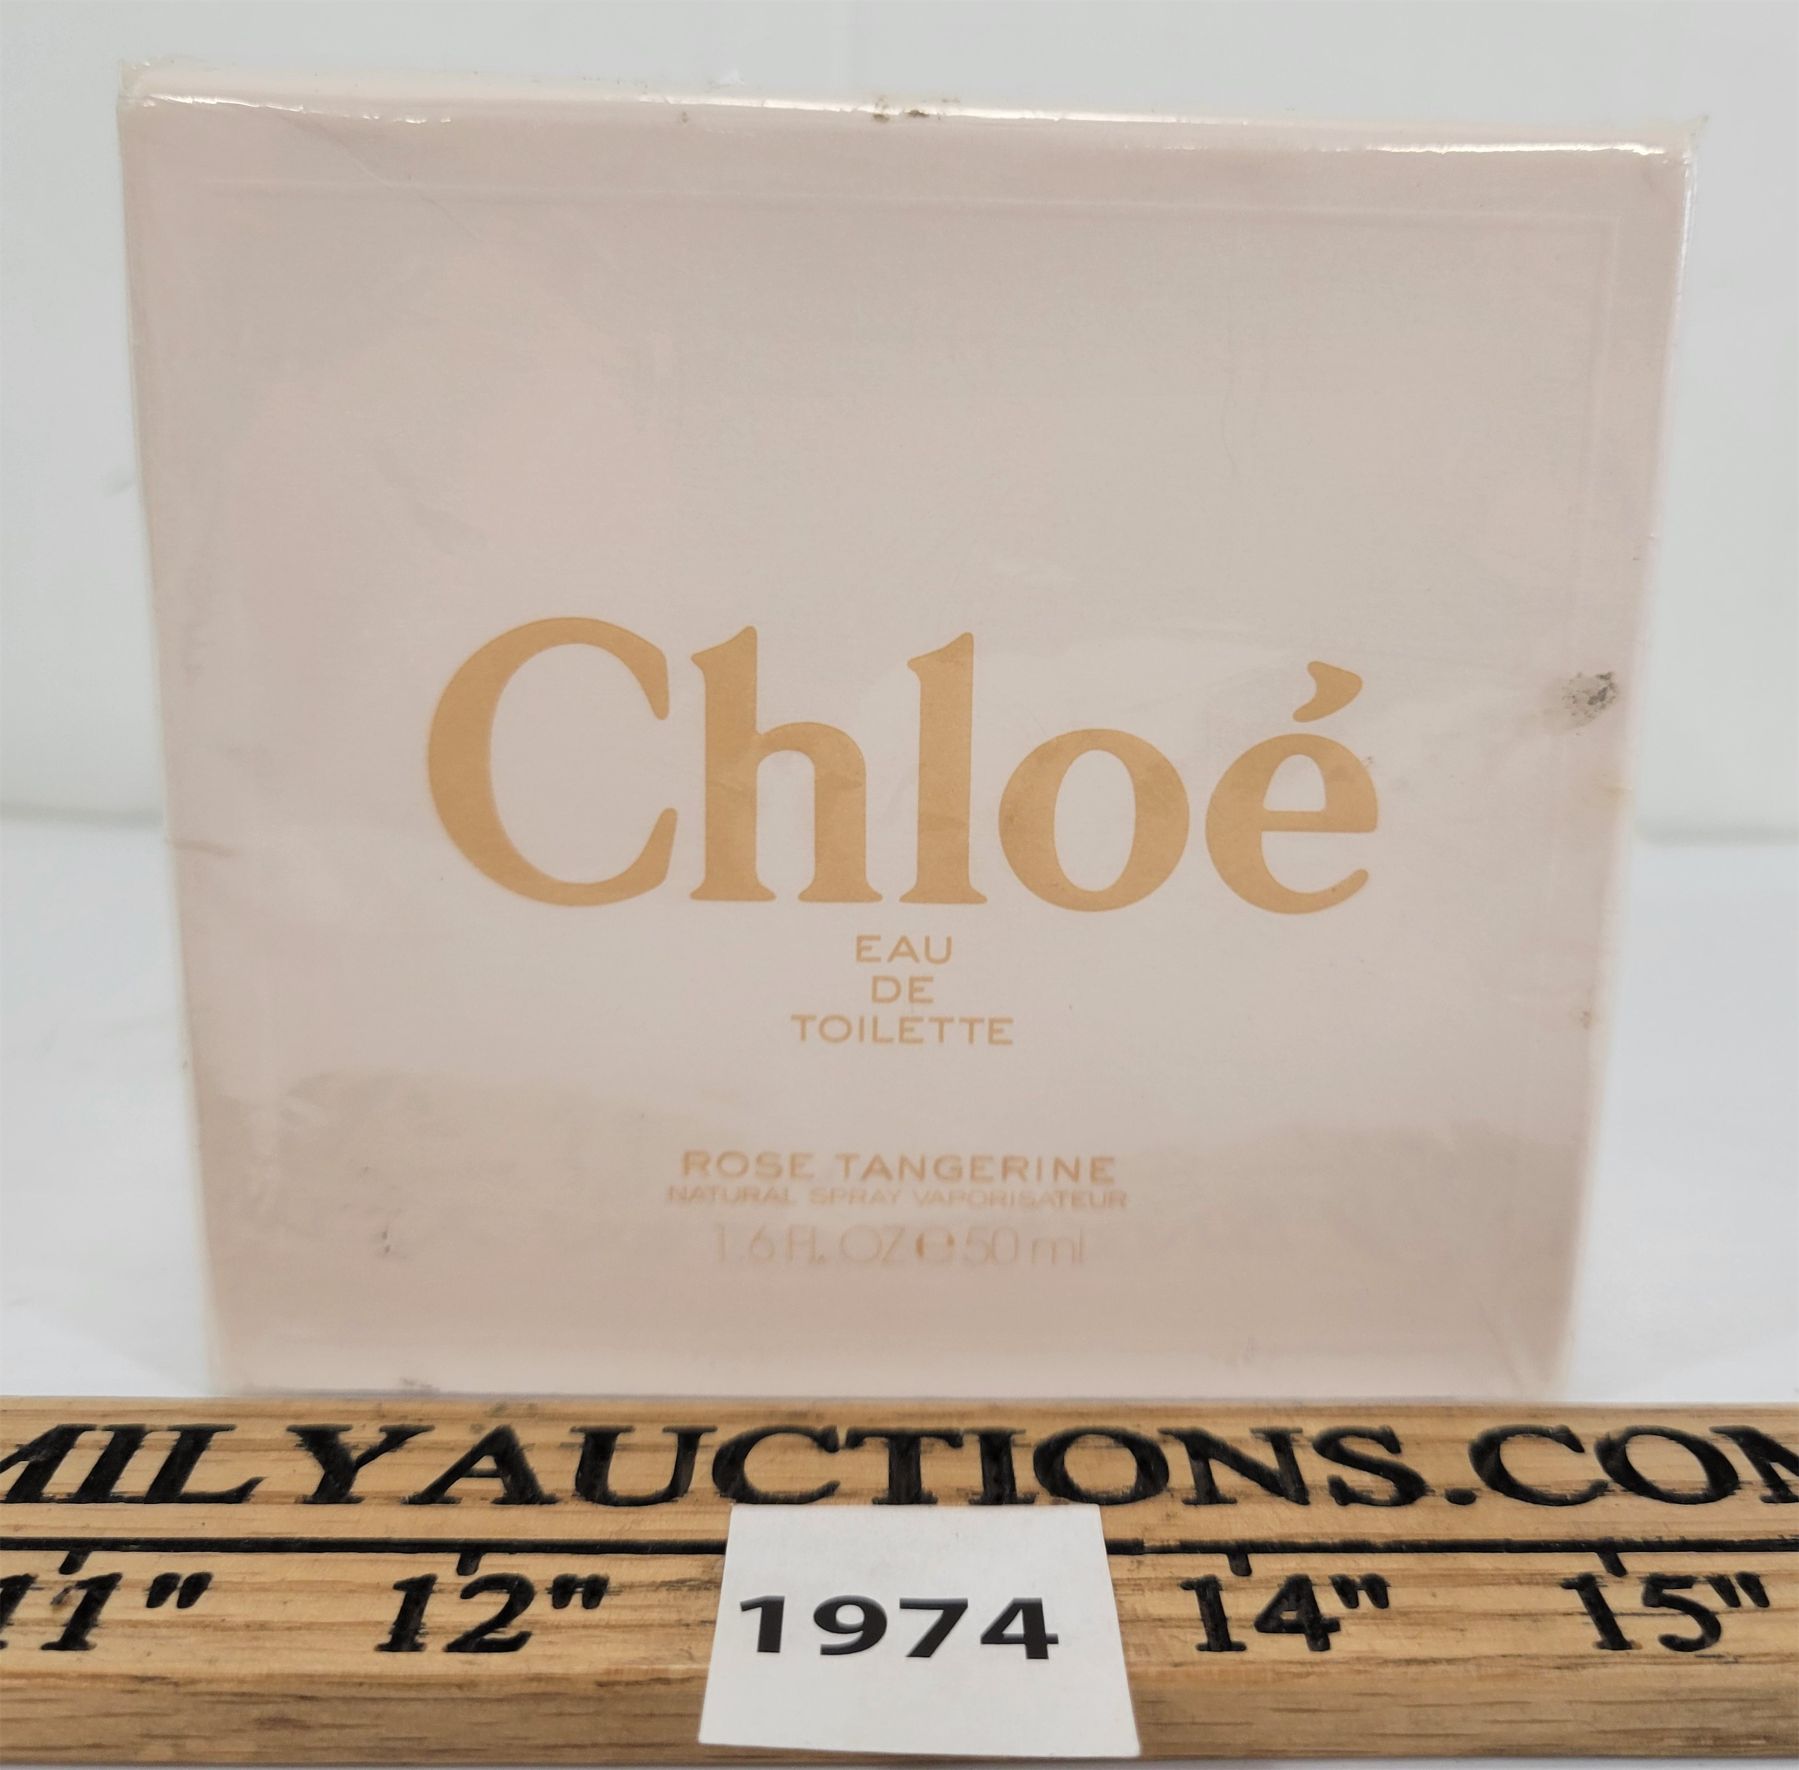 Chloé
EAU
DE
TOILETTE
ROSE TANGERINE
NATURAL SPRAY VAPORISATEUR
1.6 FL. OZ ℮ 50 ml
MILYAUCTIONS.COM
11" 12" 14" 15"
1974